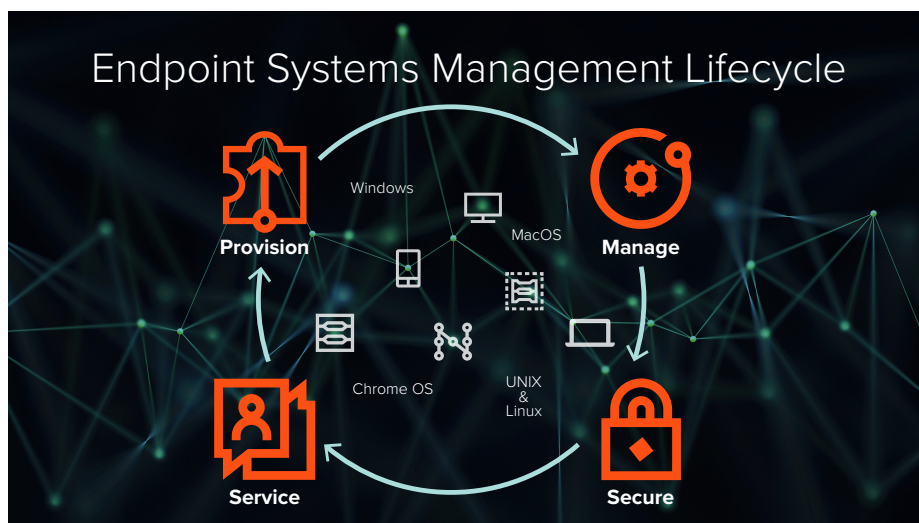 Endpoint Systems Management Lifecycle
Windows
MacOS
Provision
Manage
Chrome OS
UNIX
&
Linux
Service
Secure